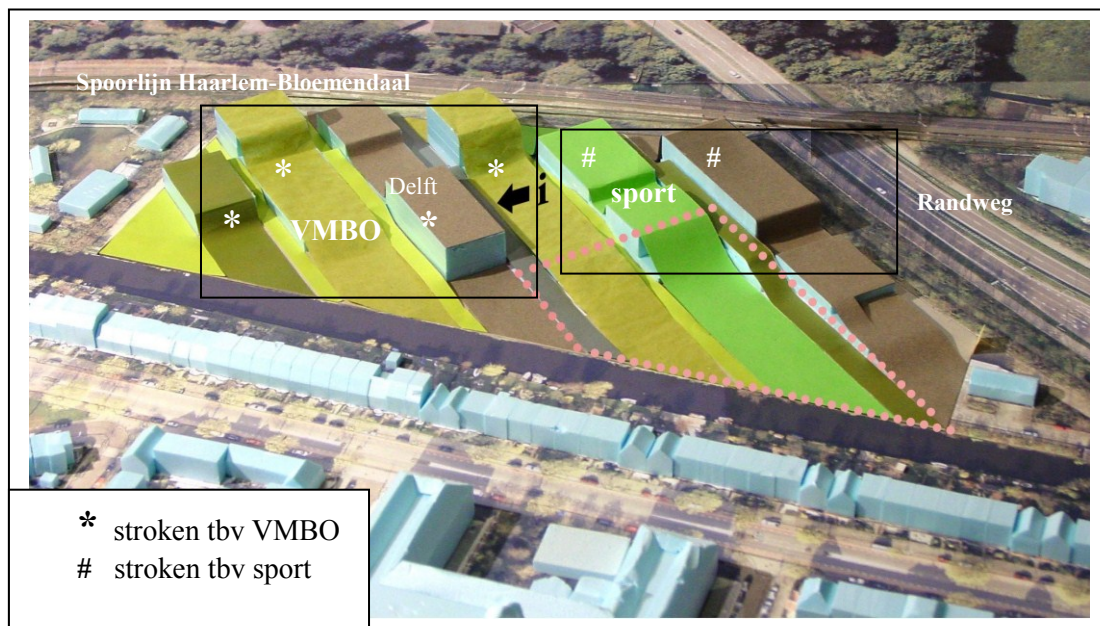 Spoorlijn Haarlem-Bloemendaal
# #
* * sport
Delft i Randweg
* VMBO *
* stroken tbv VMBO
# stroken tbv sport